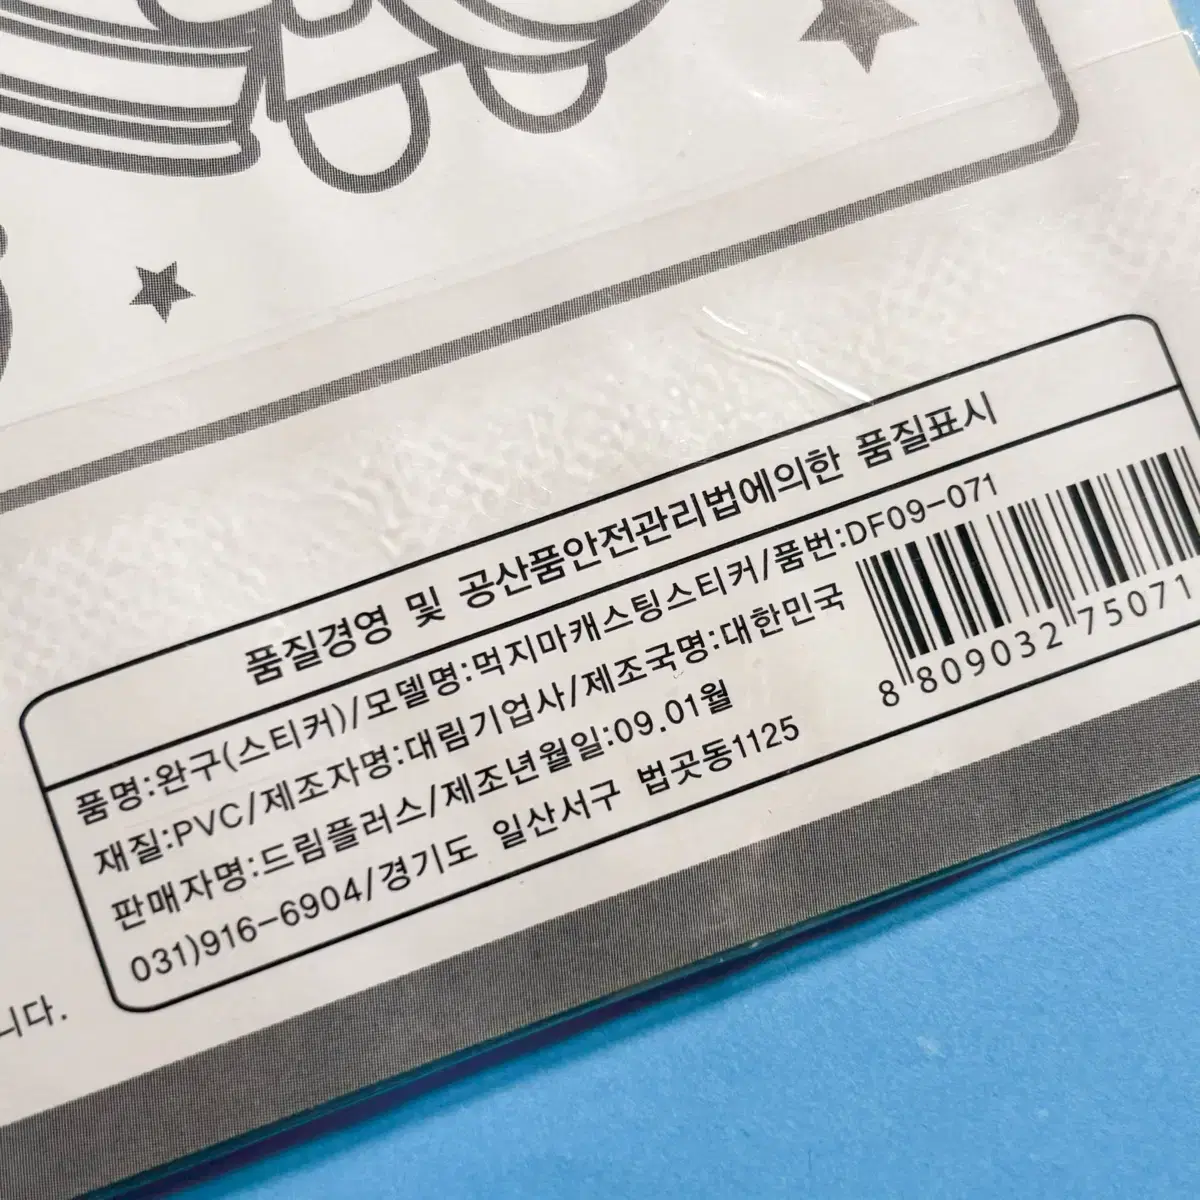 품질경영 및 공산품안전관리법에의한 품질표시
품명:완구(스티커)/모델명:먹지마캐스팅스티커/품번:DF09-071
재질:PVC/제조자명:대림기업사/제조국명:대한민국
판매자명:드림플러스/제조년월일:09.01월
031)916-6904/경기도 일산서구 법곳동1125
8 809032 75071
니다.